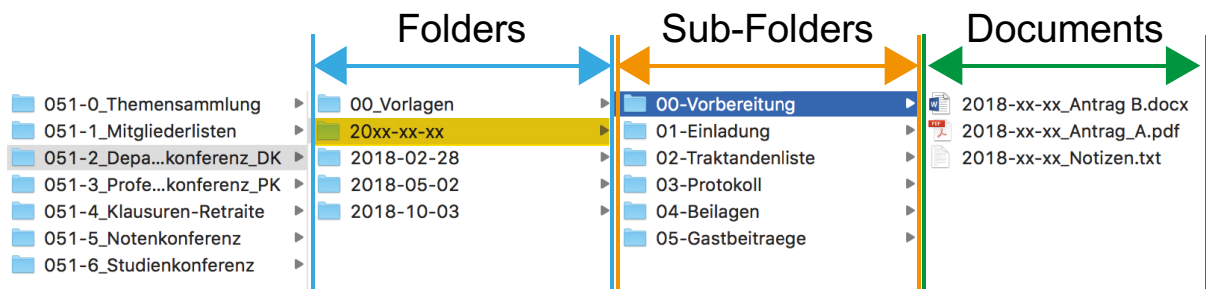 Folders
Sub-Folders
Documents
051-0_Themensammlung
051-1_Mitgliederlisten
051-2_Depa...konferenz_DK
051-3_Profe...konferenz_PK
051-4_Klausuren-Retraite
051-5_Notenkonferenz
051-6_Studienkonferenz
00_Vorlagen
20xx-xx-xx
2018-02-28
2018-05-02
2018-10-03
00-Vorbereitung
01-Einladung
02-Traktandenliste
03-Protokoll
04-Beilagen
05-Gastbeitraege
2018-xx-xx_Antrag B.docx
2018-xx-xx_Antrag_A.pdf
2018-xx-xx_Notizen.txt